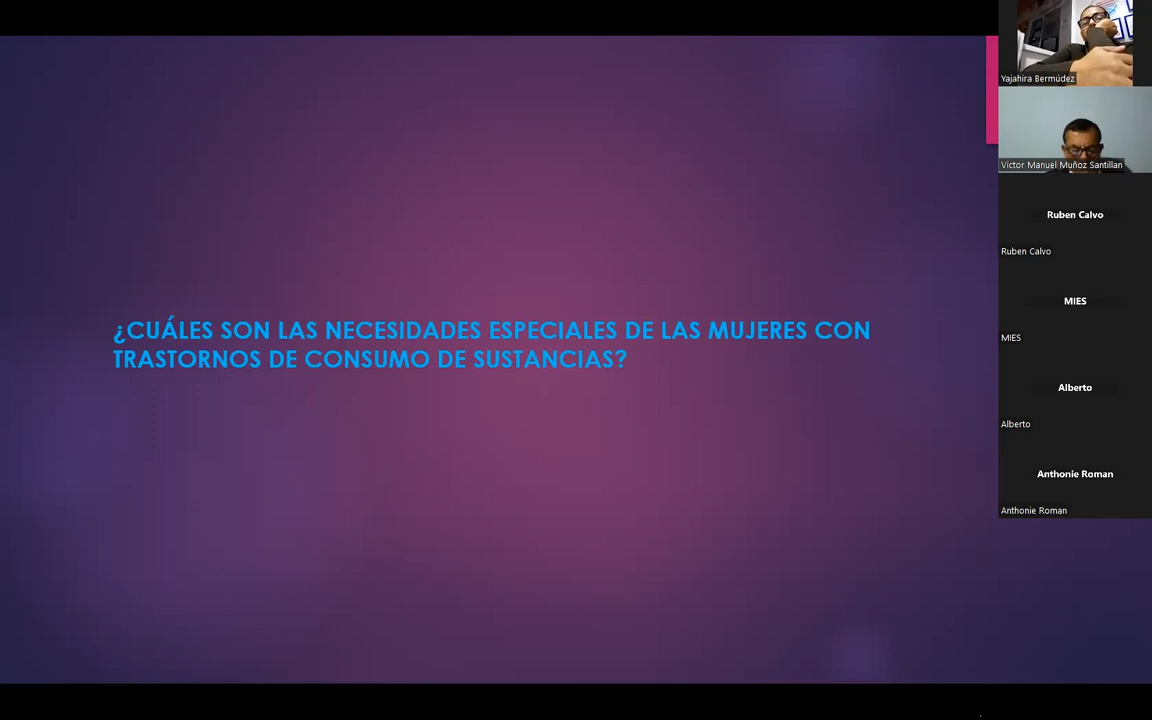 ¿CUÁLES SON LAS NECESIDADES ESPECIALES DE LAS MUJERES CON
TRASTORNOS DE CONSUMO DE SUSTANCIAS?
Yajahira Bermúdez
Víctor Manuel Muñoz Santillan
Ruben Calvo
Ruben Calvo
MIES
MIES
Alberto
Alberto
Anthonie Roman
Anthonie Roman